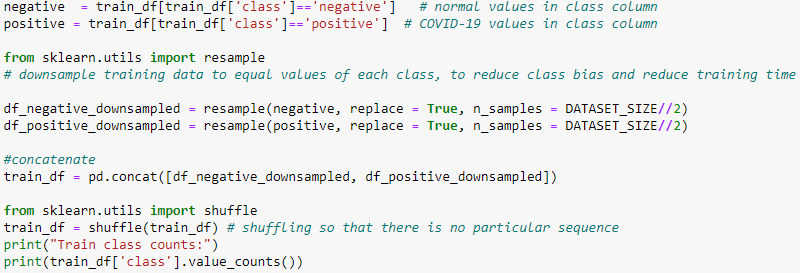 negative  = train_df[train_df['class']=='negative']   # normal values in class column
positive = train_df[train_df['class']=='positive']  # COVID-19 values in class column
from sklearn.utils import resample
# downsample training data to equal values of each class, to reduce class bias and reduce training time
df_negative_downsampled = resample(negative, replace = True, n_samples = DATASET_SIZE//2)
df_positive_downsampled = resample(positive, replace = True, n_samples = DATASET_SIZE//2)
#concatenate
train_df = pd.concat([df_negative_downsampled, df_positive_downsampled])
from sklearn.utils import shuffle
train_df = shuffle(train_df) # shuffling so that there is no particular sequence
print("Train class counts:")
print(train_df['class'].value_counts())